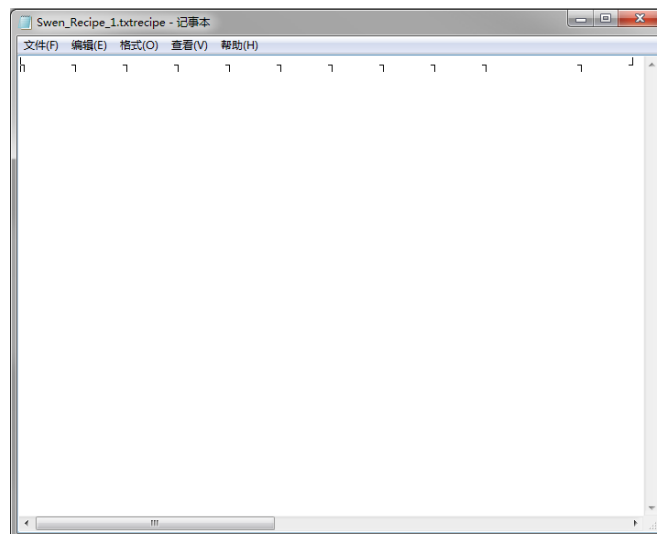 Swen_Recipe_1.txtrecipe - 记事本
文件(F) 编辑(E) 格式(O) 查看(V) 帮助(H)
┐ ┐ ┐ ┐ ┐ ┐ ┐ ┐ ┐ ┐ ┐ ┘